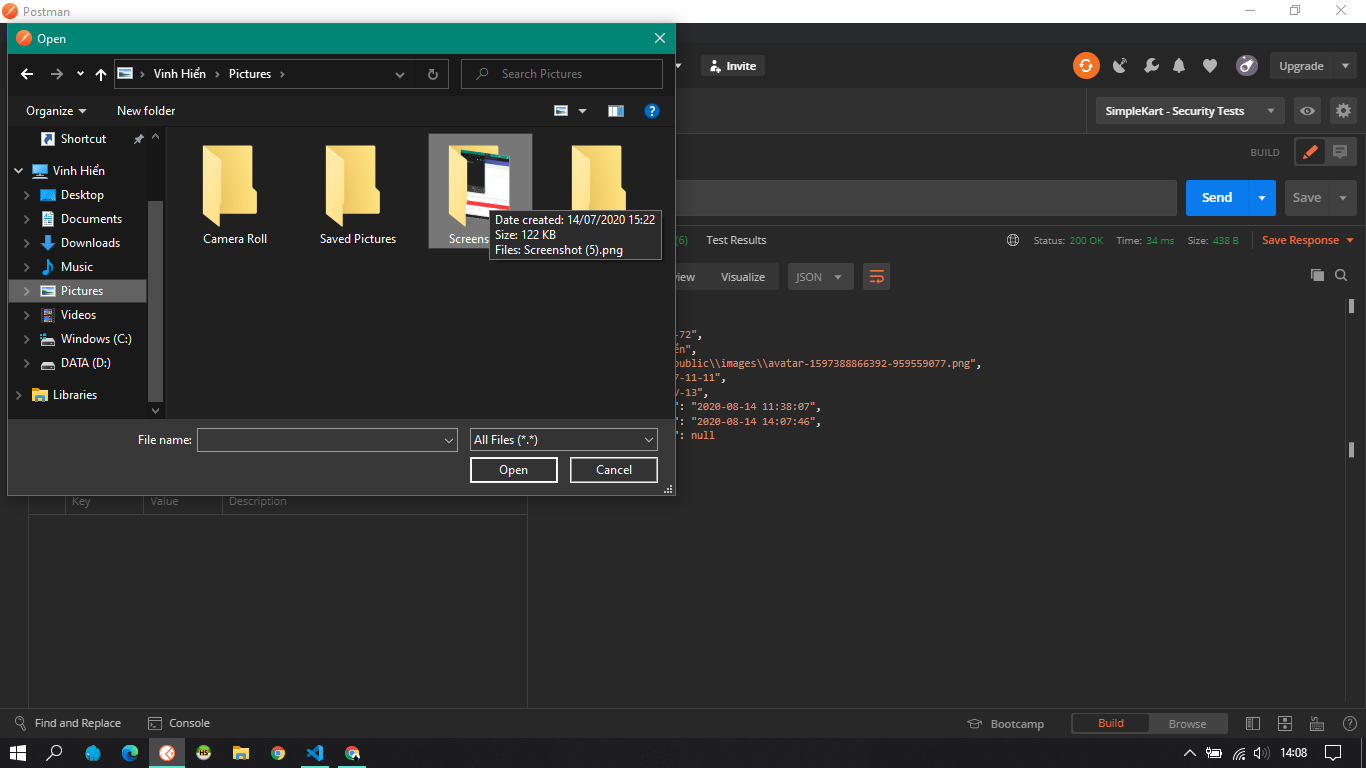 Postman
Open
Invite
Upgrade
Vinh Hiển
Pictures
Search Pictures
Organize
New folder
SimpleKart - Security Tests
Shortcut
BUILD
Vinh Hiển
Desktop
Documents
Downloads
Music
Pictures
Videos
Windows (C:)
DATA (D:)
Libraries
Camera Roll
Saved Pictures
Screens
Date created: 14/07/2020 15:22
Size: 122 KB
Files: Screenshot (5).png
Send
Save
(6)
Test Results
Status: 200 OK
Time: 34 ms
Size: 438 B
Save Response
view
Visualize
JSON
-72",
ển",
public\\images\\avatar-1597388866392-959559077.png",
7-11-11",
-13",
": "2020-08-14 11:38:07",
": "2020-08-14 14:07:46",
": null
File name:
All Files (*.*)
Open
Cancel
Key
Value
Description
Find and Replace
Console
Bootcamp
Build
Browse
HS
14:08